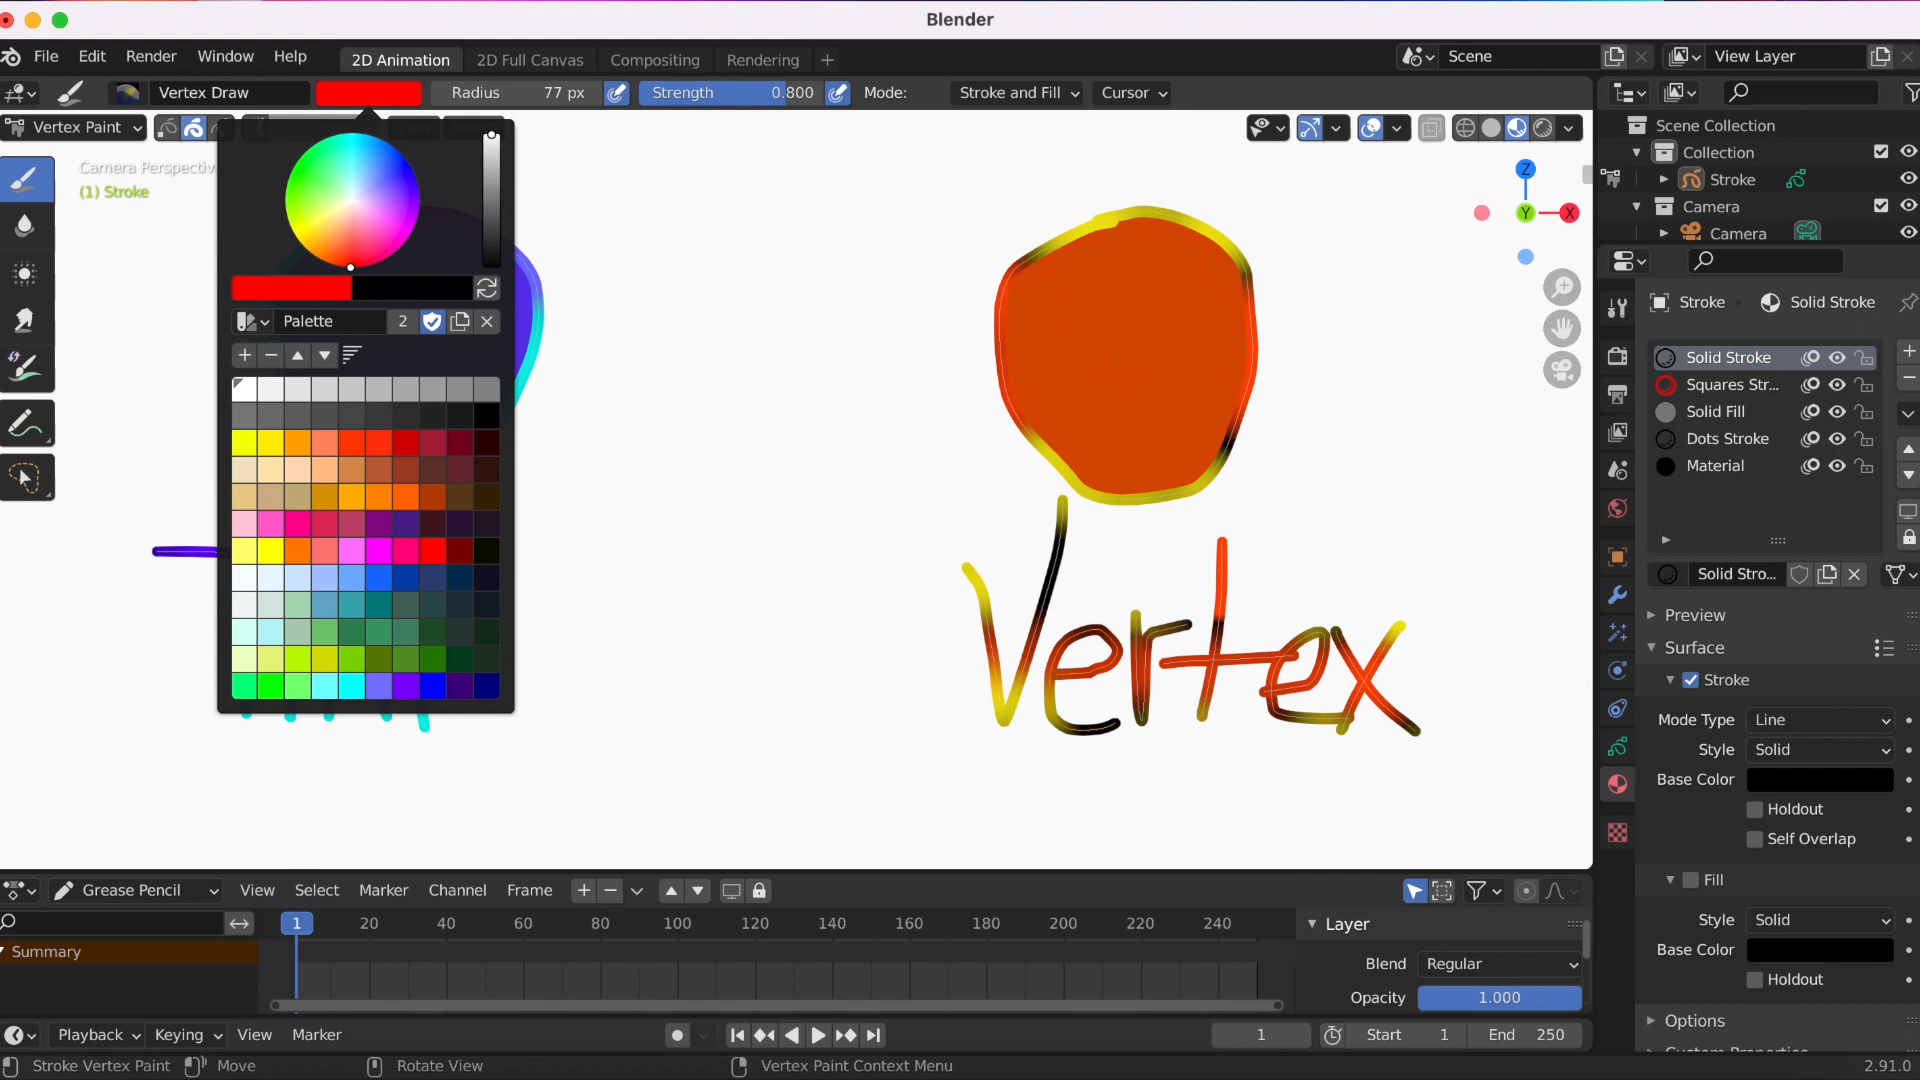 Blender
File Edit Render Window Help 2D Animation 2D Full Canvas Compositing Rendering + Scene View Layer
Vertex Draw Radius 77 px Strength 0.800 Mode: Stroke and Fill Cursor
Vertex Paint
Camera Perspectiv
(1) Stroke
Palette 2
Z
Y X
Vertex
Scene Collection
Collection
Stroke
Camera
Camera
Stroke Solid Stroke
Solid Stroke
Squares Str...
Solid Fill
Dots Stroke
Material
Solid Stro...
Preview
Surface
Stroke
Mode Type Line
Style Solid
Base Color
Holdout
Self Overlap
Fill
Style Solid
Base Color
Holdout
Options
Grease Pencil View Select Marker Channel Frame
1 20 40 60 80 100 120 140 160 180 200 220 240
Summary
Layer
Blend Regular
Opacity 1.000
Playback Keying View Marker 1 Start 1 End 250
Stroke Vertex Paint Move Rotate View Vertex Paint Context Menu 2.91.0